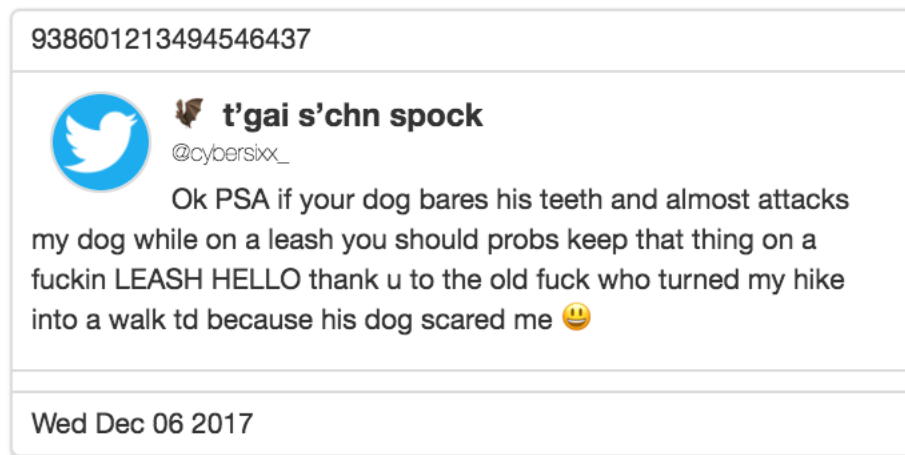 938601213494546437
🦇 t’gai s’chn spock
@cybersixx_
Ok PSA if your dog bares his teeth and almost attacks
my dog while on a leash you should probs keep that thing on a
fuckin LEASH HELLO thank u to the old fuck who turned my hike
into a walk td because his dog scared me 😃
Wed Dec 06 2017